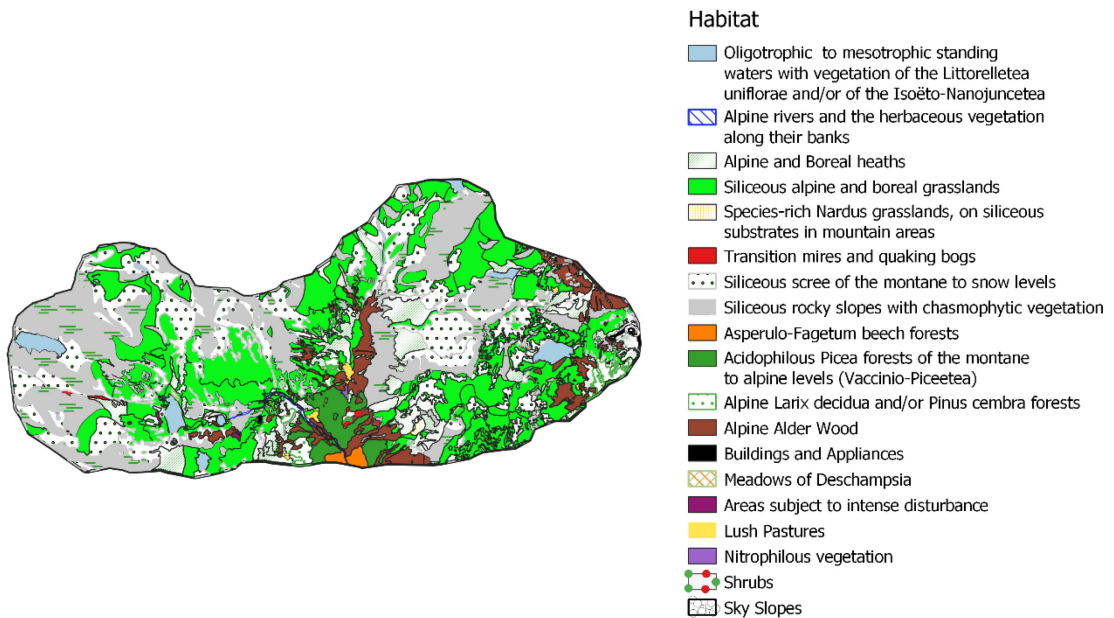 Habitat
Oligotrophic to mesotrophic standing
waters with vegetation of the Littorelletea
uniflorae and/or of the Isoëto-Nanojuncetea
Alpine rivers and the herbaceous vegetation
along their banks
Alpine and Boreal heaths
Siliceous alpine and boreal grasslands
Species-rich Nardus grasslands, on siliceous
substrates in mountain areas
Transition mires and quaking bogs
Siliceous scree of the montane to snow levels
Siliceous rocky slopes with chasmophytic vegetation
Asperulo-Fagetum beech forests
Acidophilous Picea forests of the montane
to alpine levels (Vaccinio-Piceetea)
Alpine Larix decidua and/or Pinus cembra forests
Alpine Alder Wood
Buildings and Appliances
Meadows of Deschampsia
Areas subject to intense disturbance
Lush Pastures
Nitrophilous vegetation
Shrubs
Sky Slopes